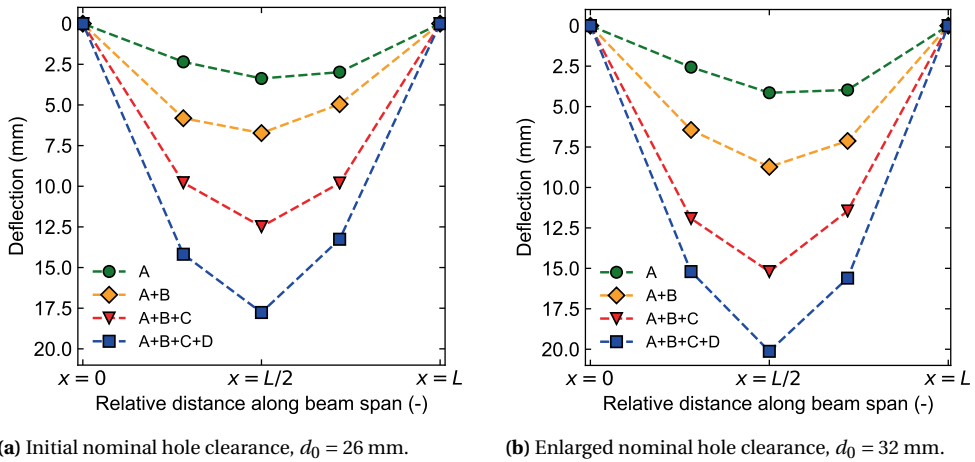 0
2.5
5.0
7.5
10.0
12.5
15.0
17.5
20.0
Deflection (mm)
A
A+B
A+B+C
A+B+C+D
x = 0
x = L/2
x = L
Relative distance along beam span (-)
(a) Initial nominal hole clearance, d0 = 26 mm.
0
2.5
5.0
7.5
10.0
12.5
15.0
17.5
20.0
Deflection (mm)
A
A+B
A+B+C
A+B+C+D
x = 0
x = L/2
x = L
Relative distance along beam span (-)
(b) Enlarged nominal hole clearance, d0 = 32 mm.